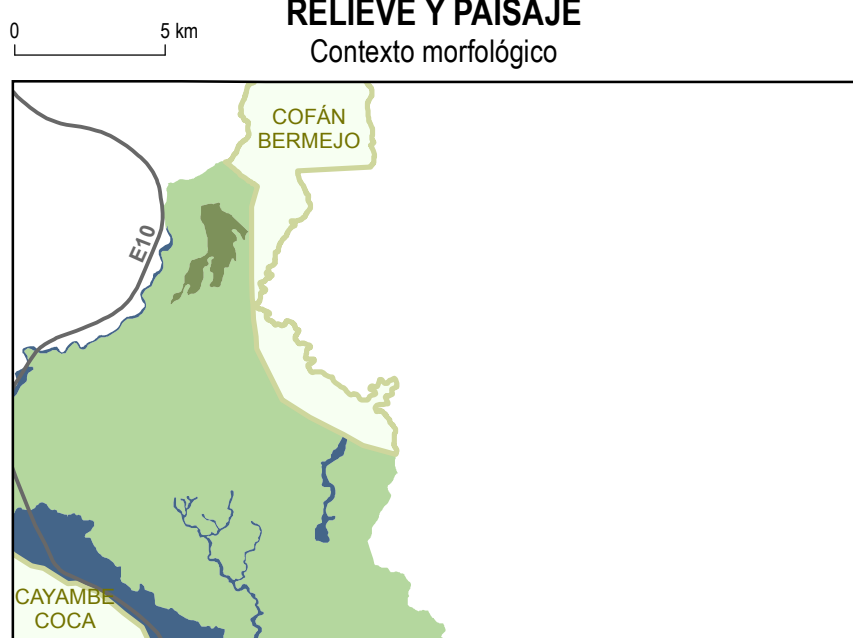 RELIEVE Y PAISAJE
0 5 km
Contexto morfológico
COFÁN
BERMEJO
E10
CAYAMBE
COCA